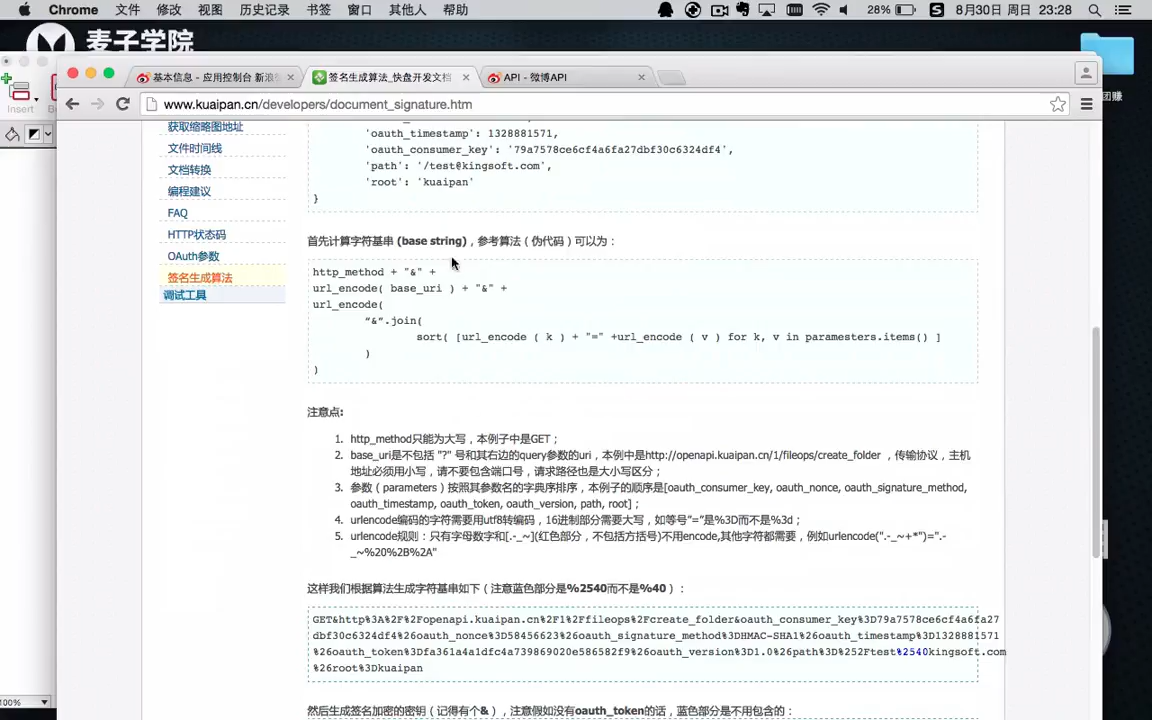 Chrome 文件 修改 视图 历史记录 书签 窗口 其他人 帮助 28% 8月30日 周日 23:28
麦子学院
基本信息 - 应用控制台 新浪
签名生成算法_快盘开发文档
API - 微博API
Insert
www.kuaipan.cn/developers/document_signature.htm
团赚
获取缩略图地址
文件时间线
文档转换
编程建议
FAQ
HTTP状态码
OAuth参数
签名生成算法
调试工具
'oauth_timestamp': 1328881571,
'oauth_consumer_key': '79a7578ce6cf4a6fa27dbf30c6324df4',
'path': '/test@kingsoft.com',
'root': 'kuaipan'
}
首先计算字符基串 (base string)，参考算法（伪代码）可以为：
http_method + "&" +
url_encode( base_uri ) + "&" +
url_encode(
"&".join(
sort( [url_encode ( k ) + "=" +url_encode ( v ) for k, v in paramesters.items() ]
)
)
注意点:
1. http_method只能为大写，本例子中是GET；
2. base_uri是不包括 "?" 号和其右边的query参数的uri，本例中是http://openapi.kuaipan.cn/1/fileops/create_folder ，传输协议，主机
地址必须用小写，请不要包含端口号，请求路径也是大小写区分；
3. 参数（parameters）按照其参数名的字典序排序，本例子的顺序是[oauth_consumer_key, oauth_nonce, oauth_signature_method,
oauth_timestamp, oauth_token, oauth_version, path, root]；
4. urlencode编码的字符需要用utf8转编码，16进制部分需要大写，如等号“=”是%3D而不是%3d；
5. urlencode规则：只有字母数字和[.-_~](红色部分，不包括方括号)不用encode,其他字符都需要，例如urlencode(".-_~+*")=".-
_~%20%2B%2A"
这样我们根据算法生成字符基串如下（注意蓝色部分是%2540而不是%40）：
GET&http%3A%2F%2Fopenapi.kuaipan.cn%2F1%2Ffileops%2Fcreate_folder&oauth_consumer_key%3D79a7578ce6cf4a6fa27
dbf30c6324df4%26oauth_nonce%3D58456623%26oauth_signature_method%3DHMAC-SHA1%26oauth_timestamp%3D1328881571
%26oauth_token%3Dfa361a4a1dfc4a739869020e586582f9%26oauth_version%3D1.0%26path%3D%252Ftest%2540kingsoft.com
%26root%3Dkuaipan
然后生成签名加密的密钥（记得有个&），注意假如没有oauth_token的话，蓝色部分是不用包含的：
100%